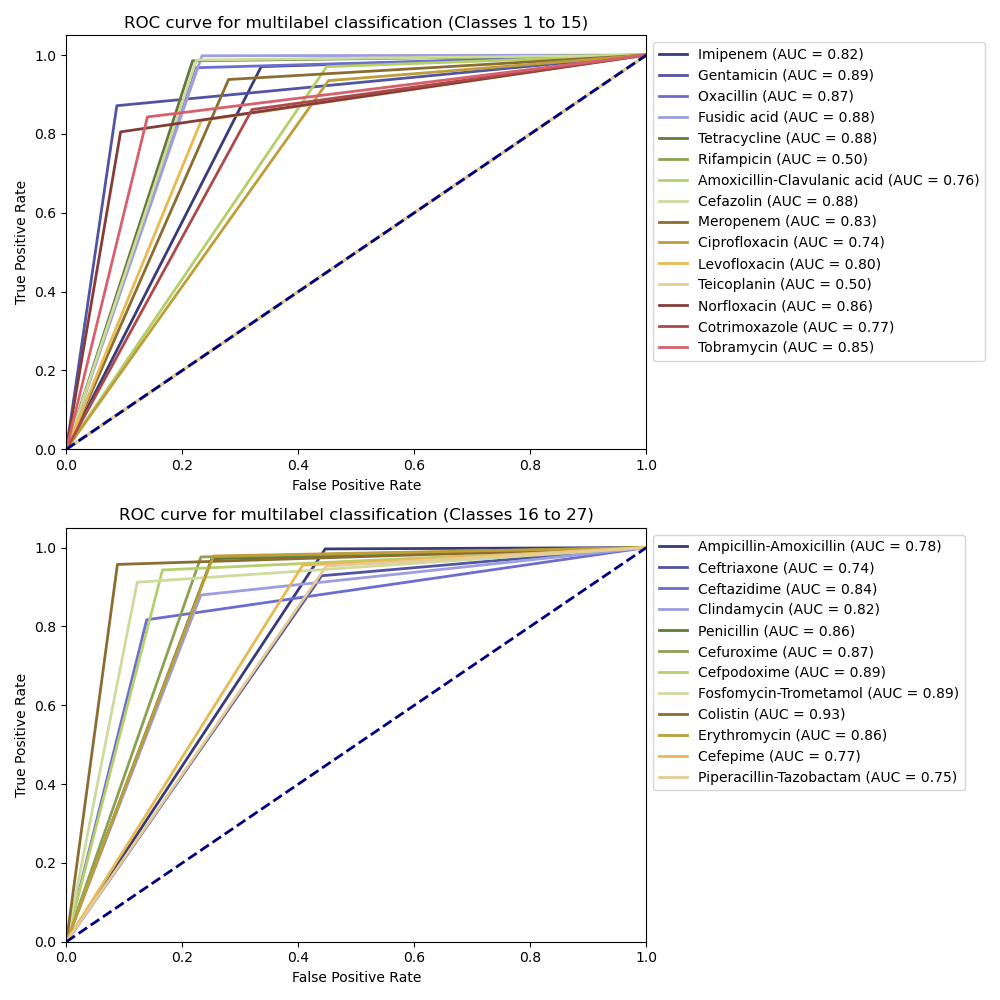 ROC curve for multilabel classification (Classes 1 to 15)
True Positive Rate
1.0
0.8
0.6
0.4
0.2
0.0
0.0 0.2 0.4 0.6 0.8 1.0
False Positive Rate
Imipenem (AUC = 0.82)
Gentamicin (AUC = 0.89)
Oxacillin (AUC = 0.87)
Fusidic acid (AUC = 0.88)
Tetracycline (AUC = 0.88)
Rifampicin (AUC = 0.50)
Amoxicillin-Clavulanic acid (AUC = 0.76)
Cefazolin (AUC = 0.88)
Meropenem (AUC = 0.83)
Ciprofloxacin (AUC = 0.74)
Levofloxacin (AUC = 0.80)
Teicoplanin (AUC = 0.50)
Norfloxacin (AUC = 0.86)
Cotrimoxazole (AUC = 0.77)
Tobramycin (AUC = 0.85)
ROC curve for multilabel classification (Classes 16 to 27)
True Positive Rate
1.0
0.8
0.6
0.4
0.2
0.0
0.0 0.2 0.4 0.6 0.8 1.0
False Positive Rate
Ampicillin-Amoxicillin (AUC = 0.78)
Ceftriaxone (AUC = 0.74)
Ceftazidime (AUC = 0.84)
Clindamycin (AUC = 0.82)
Penicillin (AUC = 0.86)
Cefuroxime (AUC = 0.87)
Cefpodoxime (AUC = 0.89)
Fosfomycin-Trometamol (AUC = 0.89)
Colistin (AUC = 0.93)
Erythromycin (AUC = 0.86)
Cefepime (AUC = 0.77)
Piperacillin-Tazobactam (AUC = 0.75)